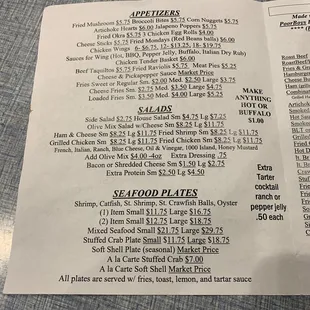 APPETIZERS
Fried Mushroom $5.75 Broccoli Bites $5.75 Corn Nuggets $5.75
Artichoke Hearts $6.00 Jalapeno Poppers $5.75
Fried Okra $5.75 3 Chicken Egg Rolls $4.00
Cheese Sticks $5.75 Fried Mondays (Red Beans balls) $6.00
Chicken Wings 6- $6.75, 12- $13.25, 18- $19.75
Sauces for Wing (Hot, BBQ, Pepper Jelly, Buffalo, Italian Dry Rub)
Chicken Tender Basket $6.00
Beef Taquitos $5.75 Fried Raviolis $5.75 Meat Pies $5.25
Cheese & Pickapepper Sauce Market Price
Fries Sweet or Regular Sm. $2.00 Med. $2.50 Large $3.75
Cheese Fries Sm. $2.75 Med. $3.50 Large $4.75
Loaded Fries Sm. $3.50 Med. $4.00 Large $5.25
SALADS
Side Salad $2.75 House Salad Sm $4.75 Lg $7.25
Olive Mix Salad w/Cheese Sm $8.25 Lg $11.75
Ham & Cheese Sm $8.25 Lg $11.75 Fried Shrimp Sm $8.25 Lg $11.75
Grilled Chicken Sm $8.25 Lg $11.75 Fried Chicken Sm $8.25 Lg $11.75
French, Italian, Ranch, Blue Cheese, Oil & Vinegar, 1000 Island, Honey Mustard
Add Olive Mix $4.00 -4oz Extra Dressing .75
Bacon or Shredded Cheese Sm $1.50 Lg $2.75
Extra Protein Sm $2.50 Lg $4.50
MAKE
ANYTHING
HOT OR
BUFFALO
$1.00
SEAFOOD PLATES
Shrimp, Catfish, St. Shrimp, St. Crawfish Balls, Oyster
(1) Item Small $11.75 Large $16.75
(2) Item Small $12.75 Large $18.75
Mixed Seafood Small $21.75 Large $29.75
Stuffed Crab Plate Small $11.75 Large $18.75
Soft Shell Plate (seasonal) Market Price
A la Carte Stuffed Crab $7.00
A la Carte Soft Shell Market Price
All plates are served w/ fries, toast, lemon, and tartar sauce
Extra
Tarter
cocktail
ranch or
pepper jelly
.50 each
Made
PoorBoys
Roast Beef